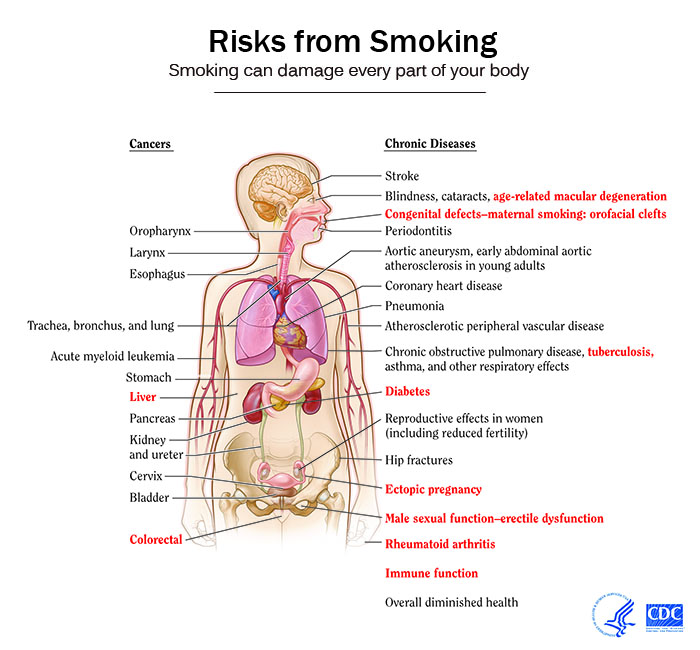 Risks from Smoking
Smoking can damage every part of your body
Cancers
Oropharynx
Larynx
Esophagus
Trachea, bronchus, and lung
Acute myeloid leukemia
Stomach
Liver
Pancreas
Kidney
and ureter
Cervix
Bladder
Colorectal
Chronic Diseases
Stroke
Blindness, cataracts, age-related macular degeneration
Congenital defects–maternal smoking: orofacial clefts
Periodontitis
Aortic aneurysm, early abdominal aortic
atherosclerosis in young adults
Coronary heart disease
Pneumonia
Atherosclerotic peripheral vascular disease
Chronic obstructive pulmonary disease, tuberculosis,
asthma, and other respiratory effects
Diabetes
Reproductive effects in women
(including reduced fertility)
Hip fractures
Ectopic pregnancy
Male sexual function–erectile dysfunction
Rheumatoid arthritis
Immune function
Overall diminished health
CDC